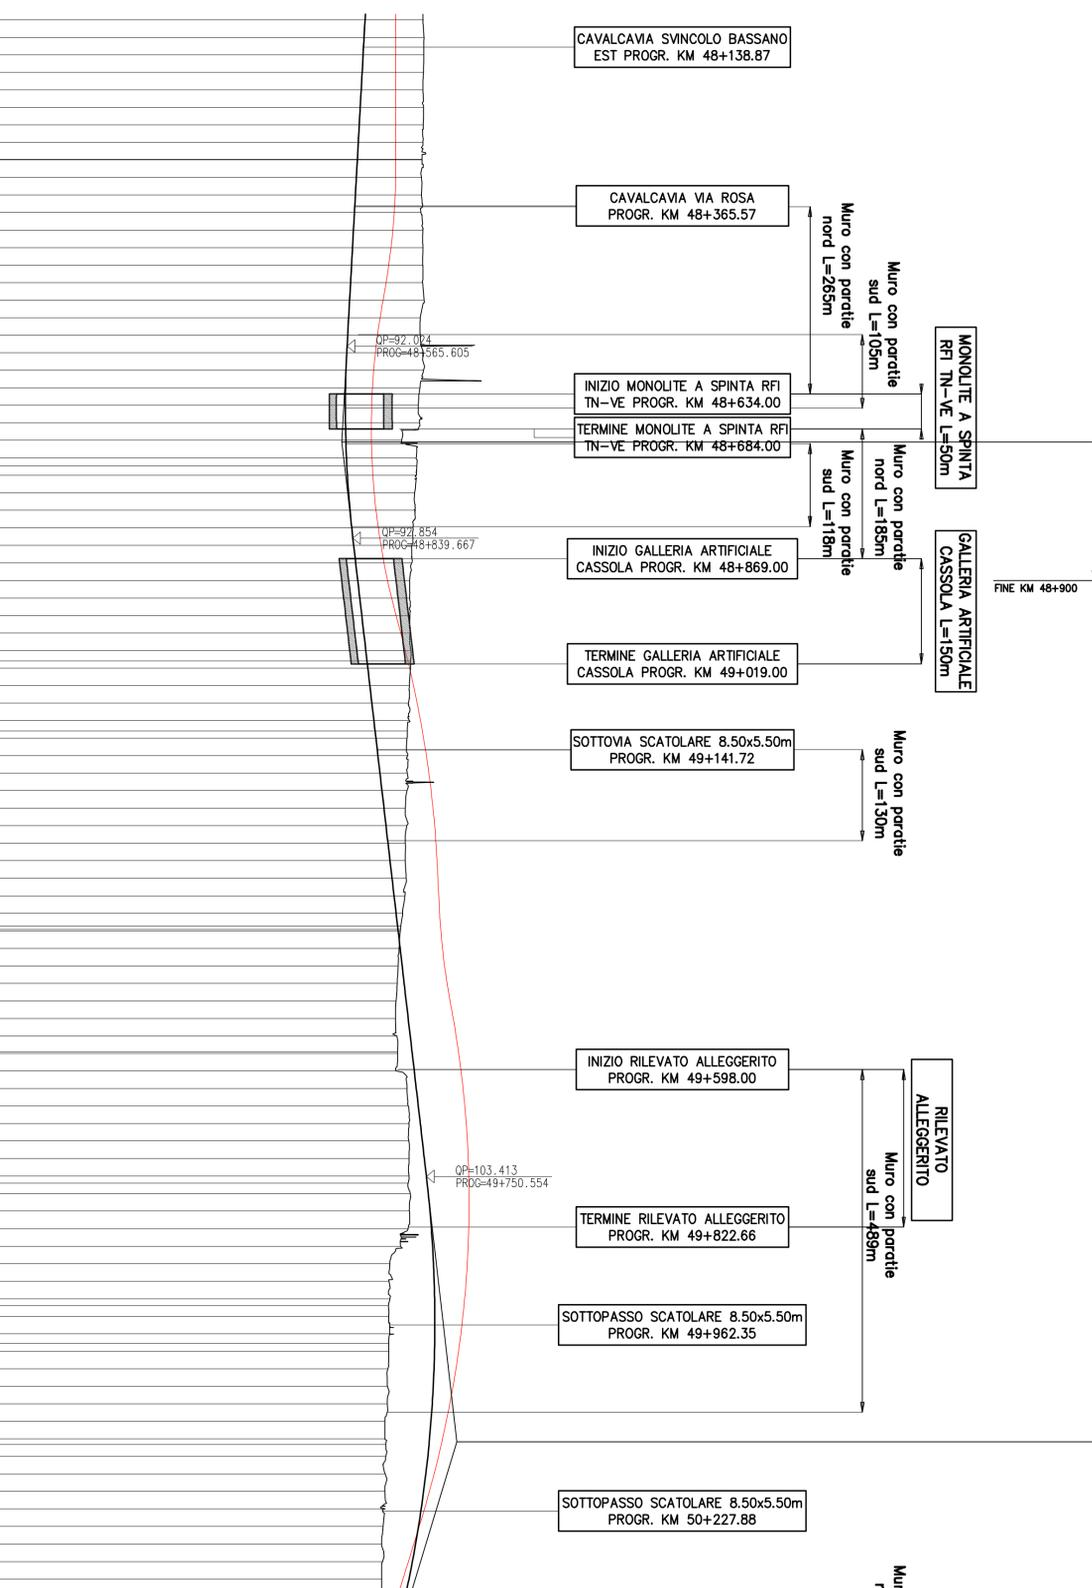 CAVALCAVIA SVINCOLO BASSANO
EST PROGR. KM 48+138.87
CAVALCAVIA VIA ROSA
PROGR. KM 48+365.57
Muro con paratie
nord L=265m
Muro con paratie
sud L=105m
QP=92.024
PROG=48+565.605
MONOLITE A SPINTA
RFI TN-VE L=50m
INIZIO MONOLITE A SPINTA RFI
TN-VE PROGR. KM 48+634.00
TERMINE MONOLITE A SPINTA RFI
TN-VE PROGR. KM 48+684.00
Muro con paratie
sud L=118m
Muro con paratie
nord L=185m
QP=92.854
PROG=48+839.667
INIZIO GALLERIA ARTIFICIALE
CASSOLA PROGR. KM 48+869.00
GALLERIA ARTIFICIALE
CASSOLA L=150m
FINE KM 48+900
TERMINE GALLERIA ARTIFICIALE
CASSOLA PROGR. KM 49+019.00
SOTTOVIA SCATOLARE 8.50x5.50m
PROGR. KM 49+141.72
Muro con paratie
sud L=130m
INIZIO RILEVATO ALLEGGERITO
PROGR. KM 49+598.00
RILEVATO
ALLEGGERITO
Muro con paratie
sud L=489m
QP=103.413
PROG=49+750.554
TERMINE RILEVATO ALLEGGERITO
PROGR. KM 49+822.66
SOTTOPASSO SCATOLARE 8.50x5.50m
PROGR. KM 49+962.35
SOTTOPASSO SCATOLARE 8.50x5.50m
PROGR. KM 50+227.88